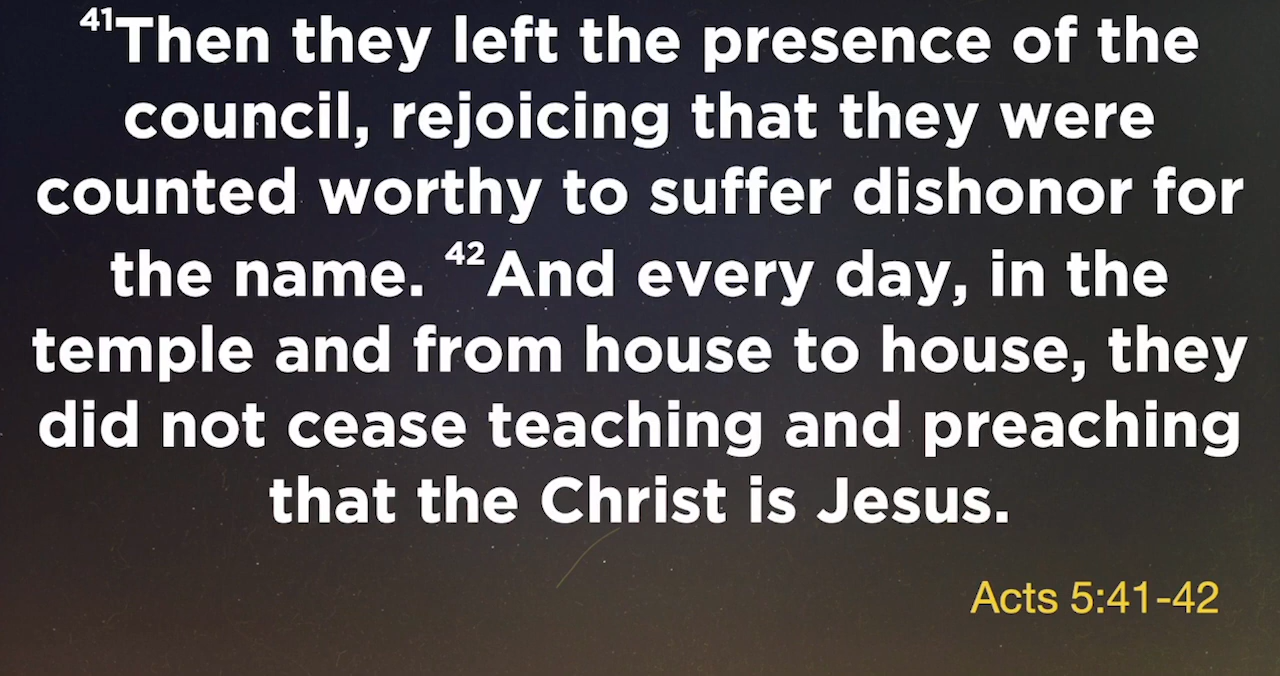 41Then they left the presence of the
council, rejoicing that they were
counted worthy to suffer dishonor for
the name. 42And every day, in the
temple and from house to house, they
did not cease teaching and preaching
that the Christ is Jesus.
Acts 5:41-42